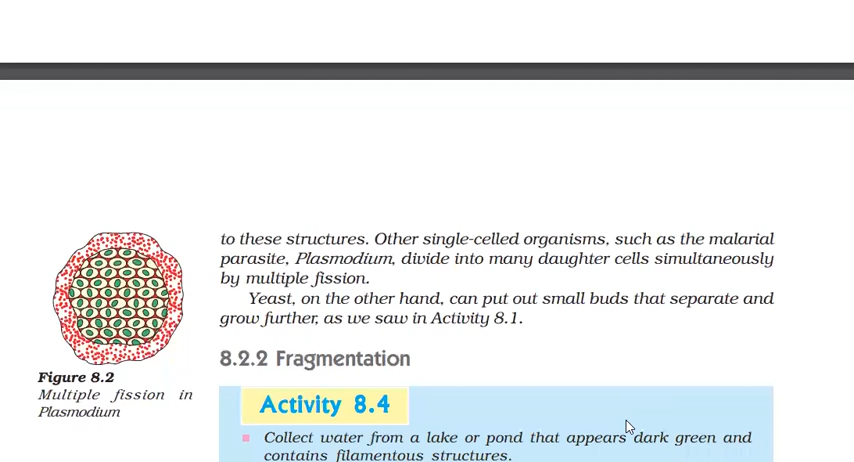 to these structures. Other single-celled organisms, such as the malarial
parasite, Plasmodium, divide into many daughter cells simultaneously
by multiple fission.
Yeast, on the other hand, can put out small buds that separate and
grow further, as we saw in Activity 8.1.
Figure 8.2
Multiple fission in
Plasmodium
8.2.2 Fragmentation
Activity 8.4
Collect water from a lake or pond that appears dark green and
contains filamentous structures.